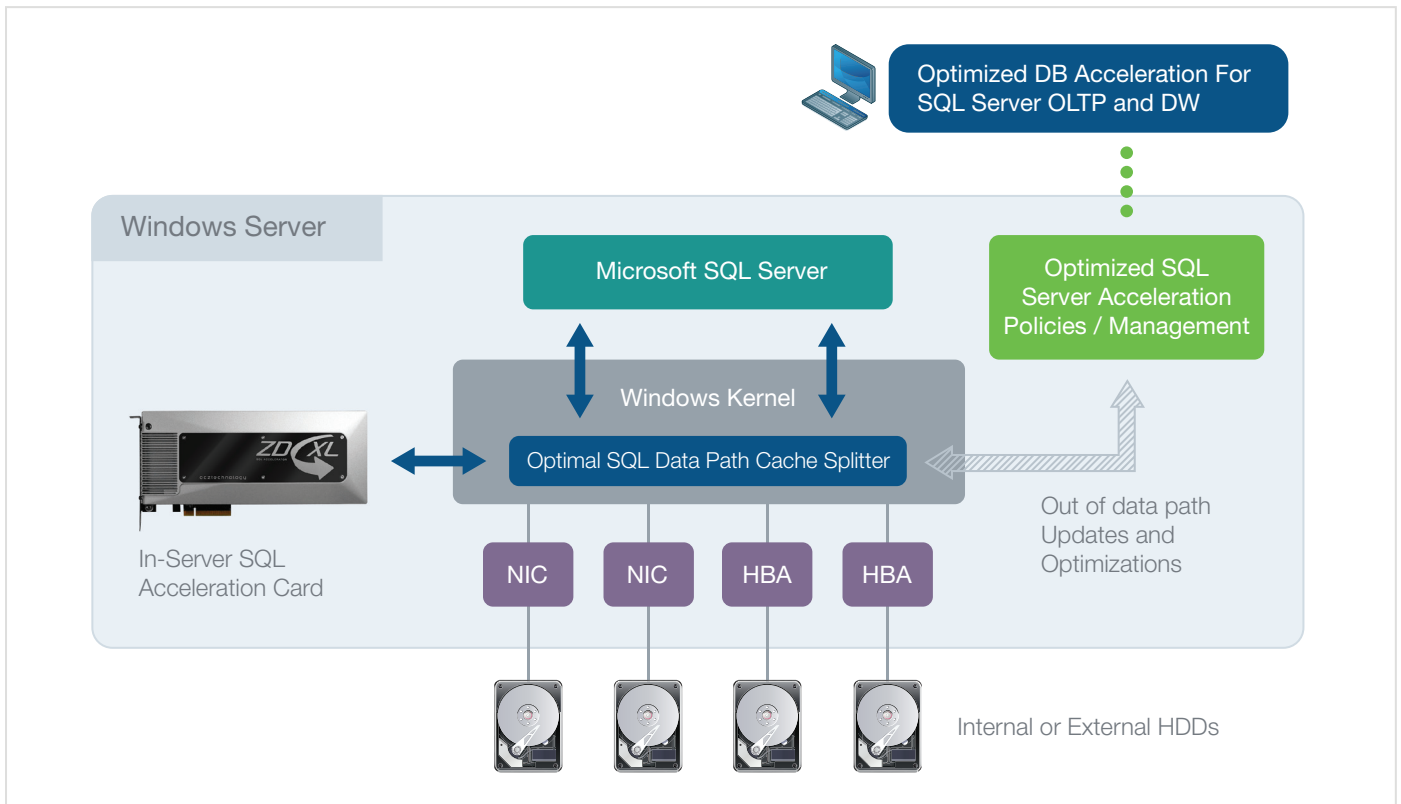 Optimized DB Acceleration For
SQL Server OLTP and DW
Windows Server
Microsoft SQL Server
Optimized SQL
Server Acceleration
Policies / Management
Windows Kernel
Optimal SQL Data Path Cache Splitter
ZD XL
ocztechnology
In-Server SQL
Acceleration Card
NIC
NIC
HBA
HBA
Out of data path
Updates and
Optimizations
Internal or External HDDs